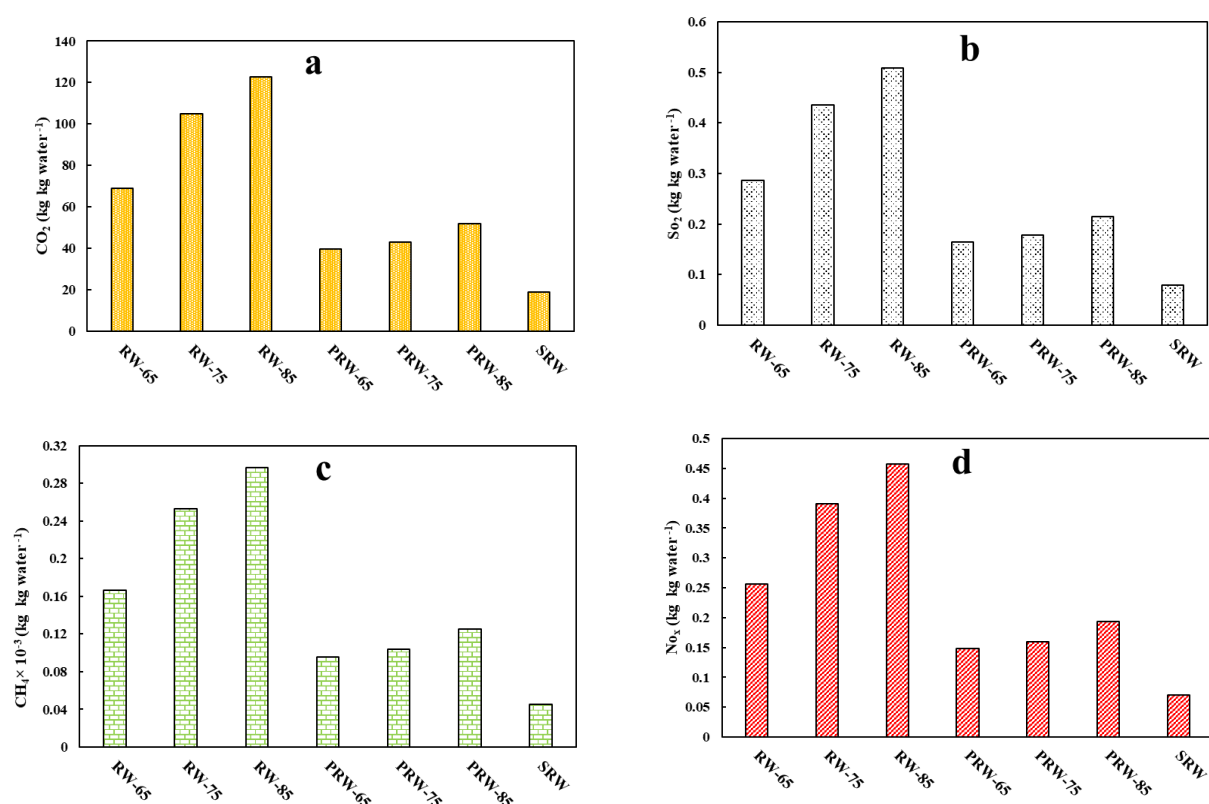 a
CO₂ (kg kg water⁻¹)
140
120
100
80
60
40
20
0
RW-65 RW-75 RW-85 PRW-65 PRW-75 PRW-85 SRW
b
So₂ (kg kg water⁻¹)
0.6
0.5
0.4
0.3
0.2
0.1
0
RW-65 RW-75 RW-85 PRW-65 PRW-75 PRW-85 SRW
c
CH₄× 10⁻³ (kg kg water⁻¹)
0.32
0.28
0.24
0.2
0.16
0.12
0.08
0.04
0
RW-65 RW-75 RW-85 PRW-65 PRW-75 PRW-85 SRW
d
Noₓ (kg kg water⁻¹)
0.5
0.45
0.4
0.35
0.3
0.25
0.2
0.15
0.1
0.05
0
RW-65 RW-75 RW-85 PRW-65 PRW-75 PRW-85 SRW